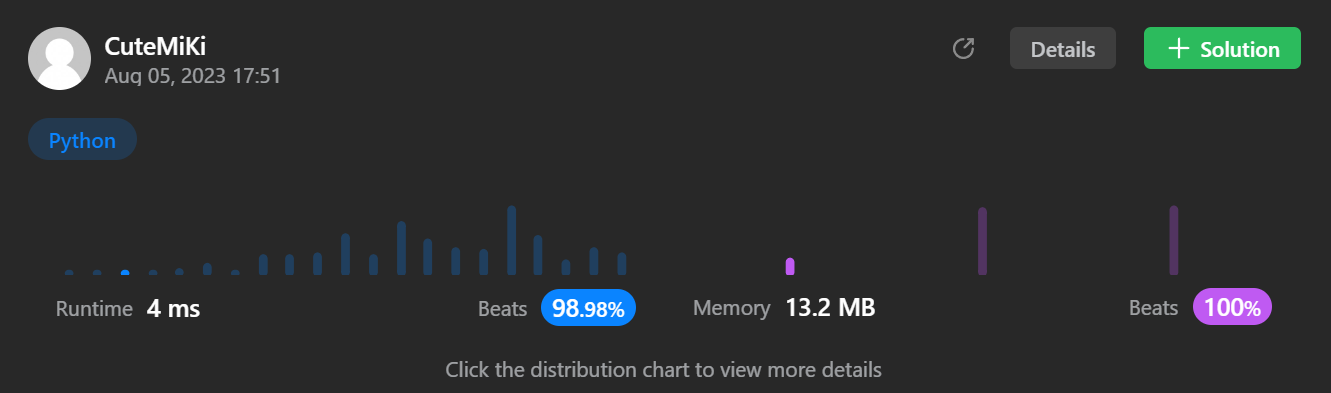 CuteMiKi
Aug 05, 2023 17:51
Details
Solution
Python
Runtime 4 ms
Beats 98.98%
Memory 13.2 MB
Beats 100%
Click the distribution chart to view more details